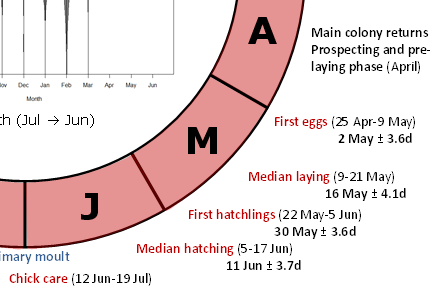 A
Main colony returns
Prospecting and pre-
laying phase (April)
Dec Jan Feb Mar Apr May Jun
Month
(Jul → Jun)
First eggs (25 Apr-9 May)
2 May ± 3.6d
M
Median laying (9-21 May)
16 May ± 4.1d
J
First hatchlings (22 May-5 Jun)
30 May ± 3.6d
Median hatching (5-17 Jun)
11 Jun ± 3.7d
moult
Chick care (12 Jun-19 Jul)